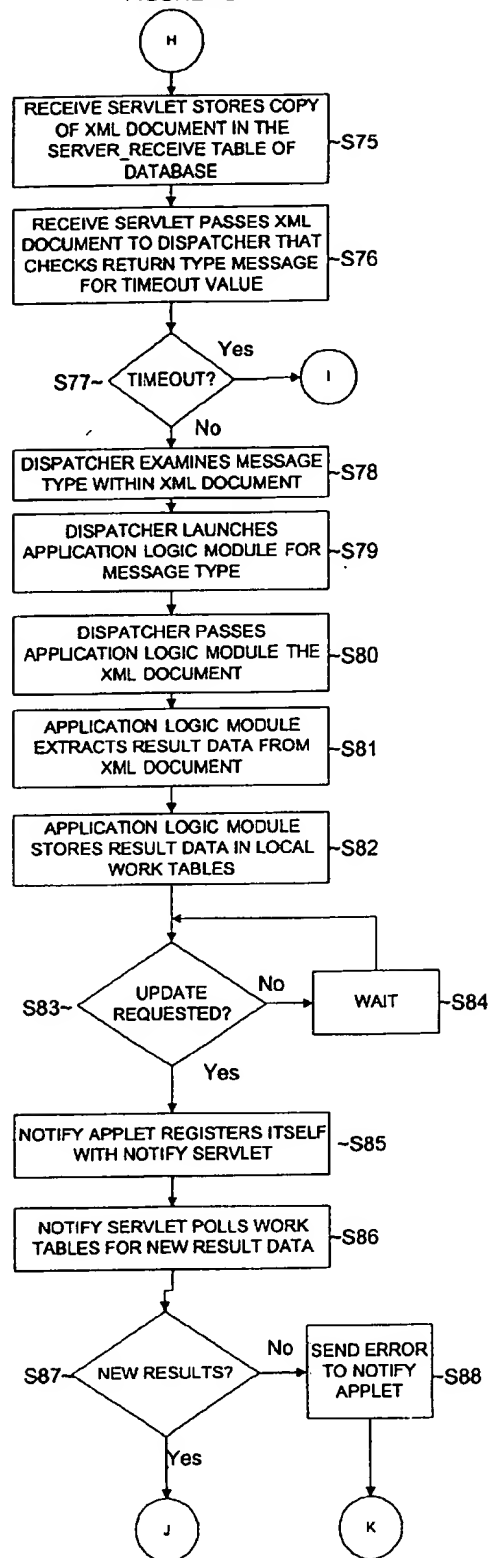 H
RECEIVE SERVLET STORES COPY
OF XML DOCUMENT IN THE
SERVER_RECEIVE TABLE OF
DATABASE
~S75
RECEIVE SERVLET PASSES XML
DOCUMENT TO DISPATCHER THAT
CHECKS RETURN TYPE MESSAGE
FOR TIMEOUT VALUE
~S76
S77~
TIMEOUT?
Yes
I
No
DISPATCHER EXAMINES MESSAGE
TYPE WITHIN XML DOCUMENT
~S78
DISPATCHER LAUNCHES
APPLICATION LOGIC MODULE FOR
MESSAGE TYPE
~S79
DISPATCHER PASSES
APPLICATION LOGIC MODULE THE
XML DOCUMENT
~S80
APPLICATION LOGIC MODULE
EXTRACTS RESULT DATA FROM
XML DOCUMENT
~S81
APPLICATION LOGIC MODULE
STORES RESULT DATA IN LOCAL
WORK TABLES
~S82
S83~
UPDATE
REQUESTED?
No
WAIT
~S84
Yes
NOTIFY APPLET REGISTERS ITSELF
WITH NOTIFY SERVLET
~S85
NOTIFY SERVLET POLLS WORK
TABLES FOR NEW RESULT DATA
~S86
S87~
NEW RESULTS?
No
SEND ERROR
TO NOTIFY
APPLET
~S88
Yes
J
K